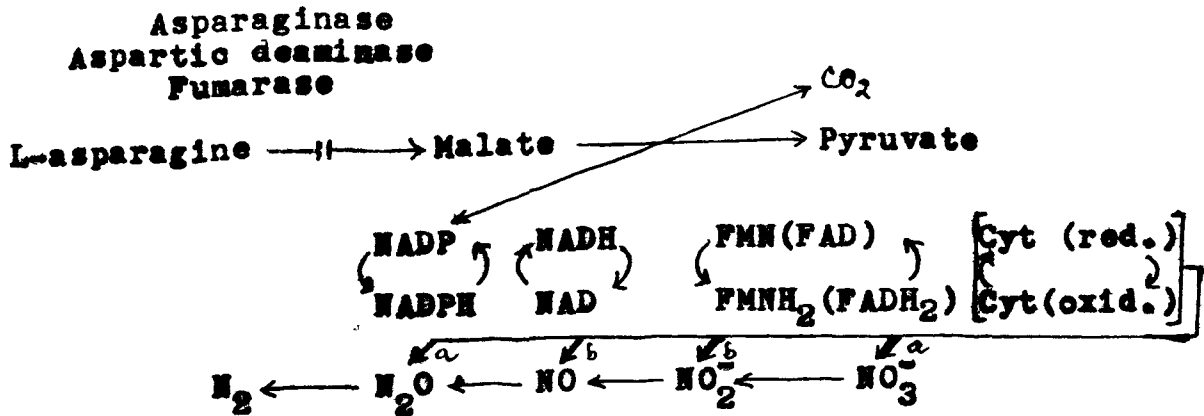 Asparaginase
Aspartic deaminase
Fumarase
CO₂
L-asparagine Malate Pyruvate
NADP NADH FMN(FAD) [Cyt (red.)
NADPH NAD FMNH₂(FADH₂) Cyt(oxid.)]
a b b a
N₂ N₂O NO NO₂⁻ NO₃⁻